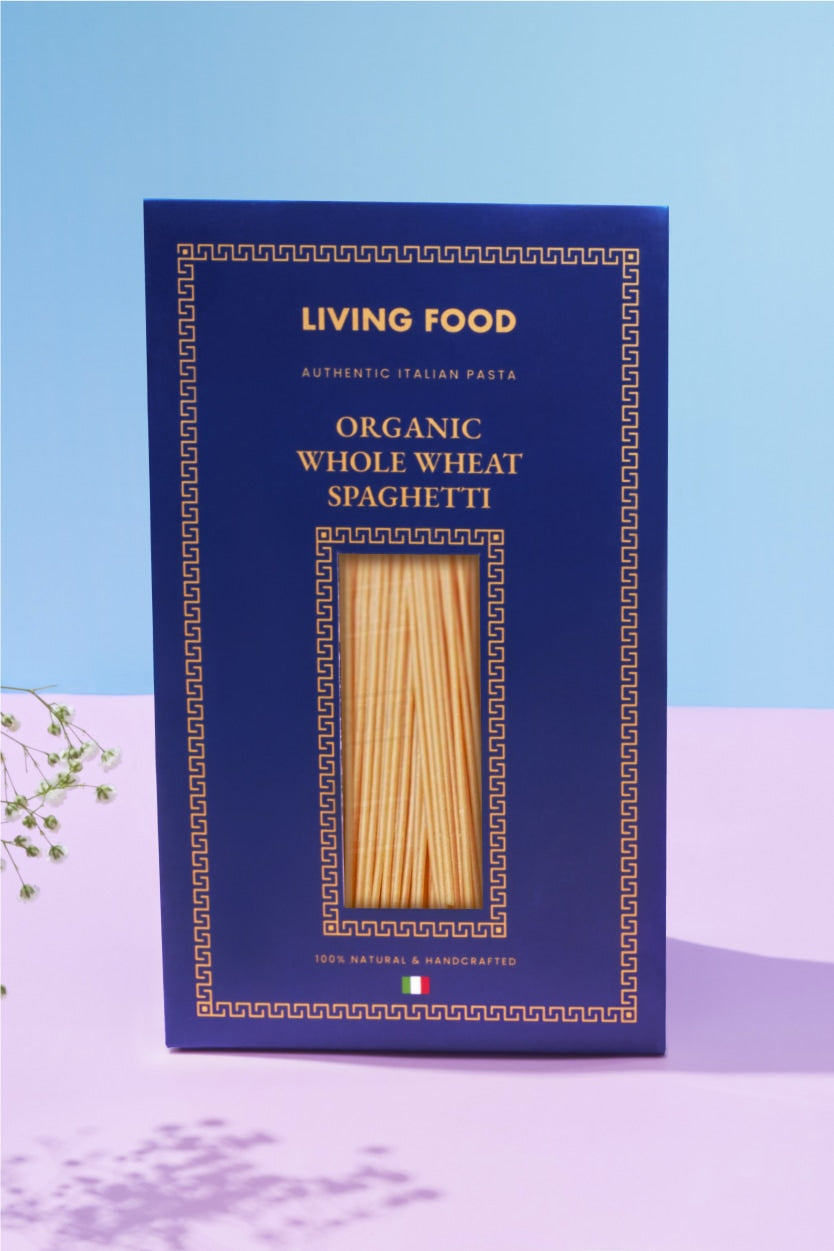 LIVING FOOD
AUTHENTIC ITALIAN PASTA
ORGANIC
WHOLE WHEAT
SPAGHETTI
100% NATURAL & HANDCRAFTED